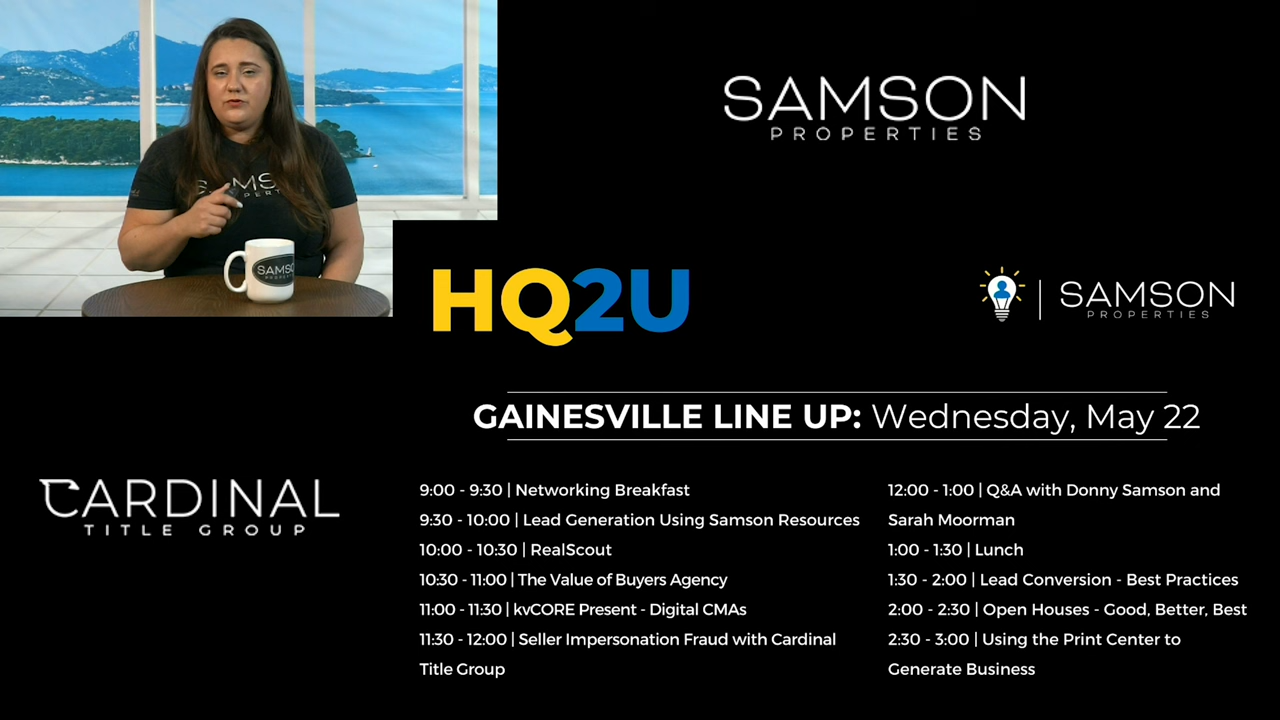 SAMSON
PROPERTIES
SAMSON
HQ2U
SAMSON
PROPERTIES
GAINESVILLE LINE UP: Wednesday, May 22
CARDINAL
TITLE GROUP
9:00 - 9:30 | Networking Breakfast
9:30 - 10:00 | Lead Generation Using Samson Resources
10:00 - 10:30 | RealScout
10:30 - 11:00 | The Value of Buyers Agency
11:00 - 11:30 | kvCORE Present - Digital CMAs
11:30 - 12:00 | Seller Impersonation Fraud with Cardinal
Title Group
12:00 - 1:00 | Q&A with Donny Samson and
Sarah Moorman
1:00 - 1:30 | Lunch
1:30 - 2:00 | Lead Conversion - Best Practices
2:00 - 2:30 | Open Houses - Good, Better, Best
2:30 - 3:00 | Using the Print Center to
Generate Business